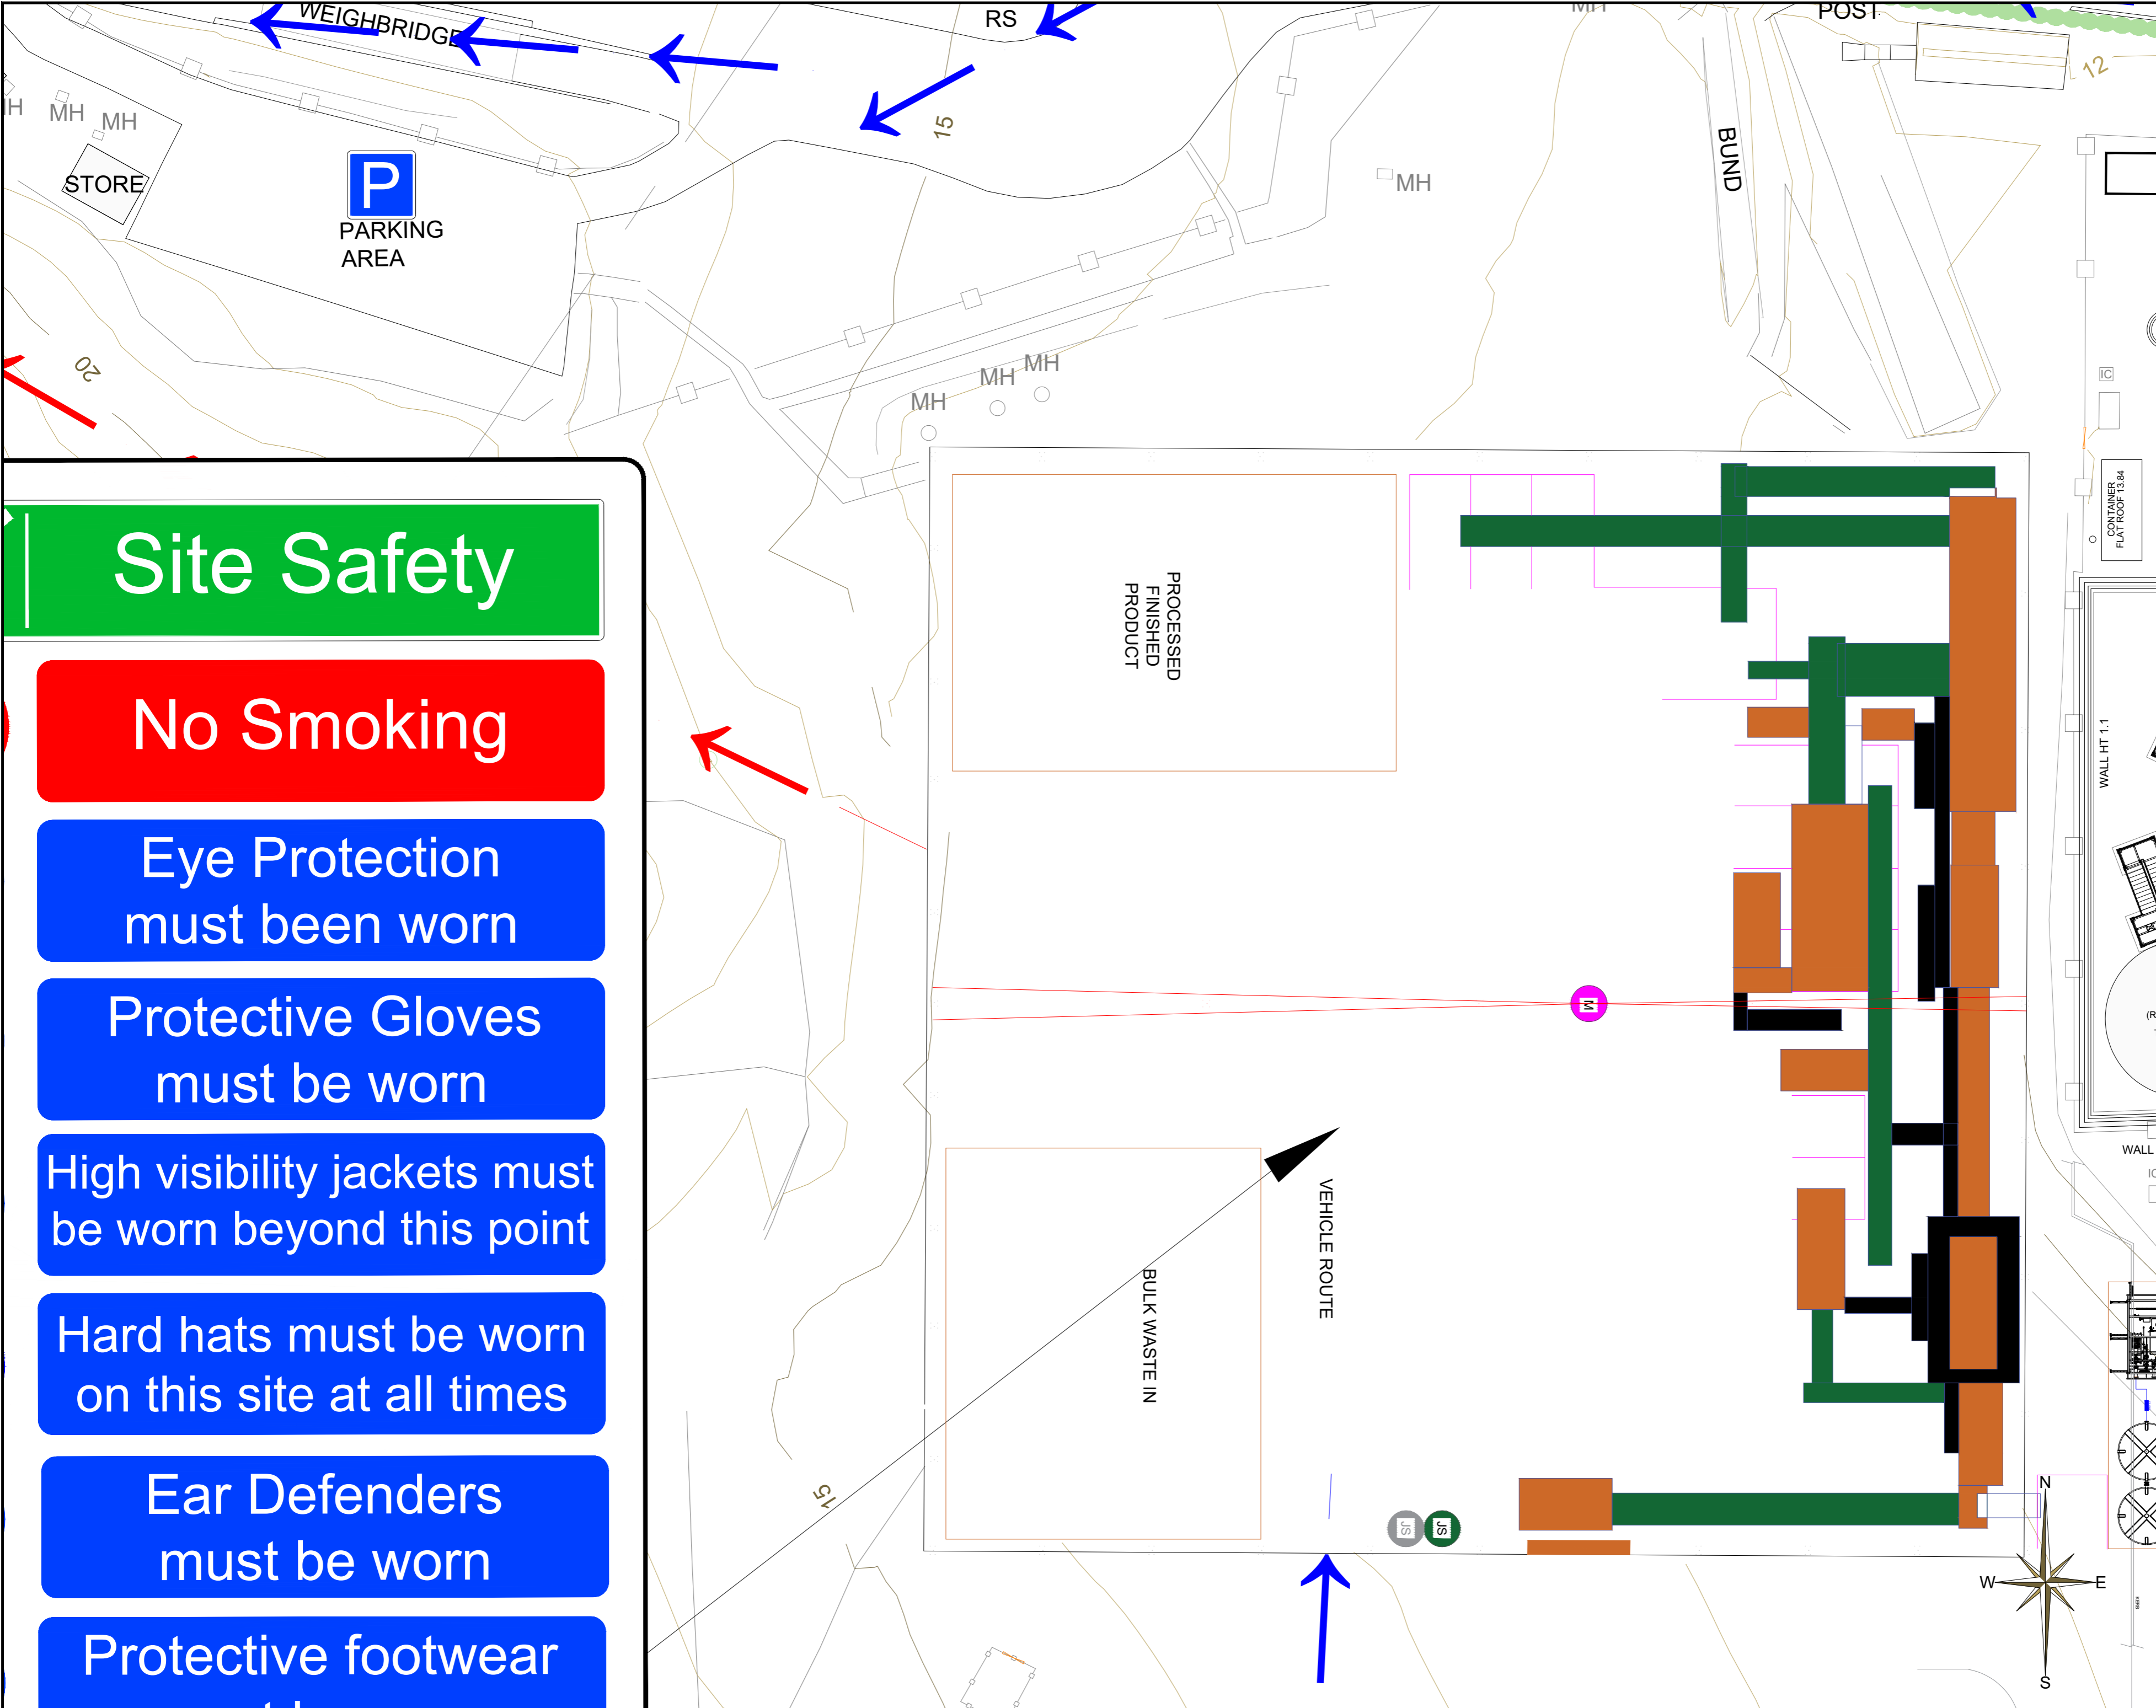 WEIGHBRIDGE
RS
MH
POST
12
MH
MH
STORE
P
PARKING
AREA
15
MH
BUND
20
MH
MH
MH
IC
CONTAINER
FLAT ROOF 13.84
Site Safety
No Smoking
Eye Protection
must been worn
Protective Gloves
must be worn
High visibility jackets must
be worn beyond this point
Hard hats must be worn
on this site at all times
Ear Defenders
must be worn
Protective footwear
PROCESSED
FINISHED
PRODUCT
WALL HT 1.1
M
WALL
VEHICLE ROUTE
BULK WASTE IN
15
JS
JS
N
W
E
S